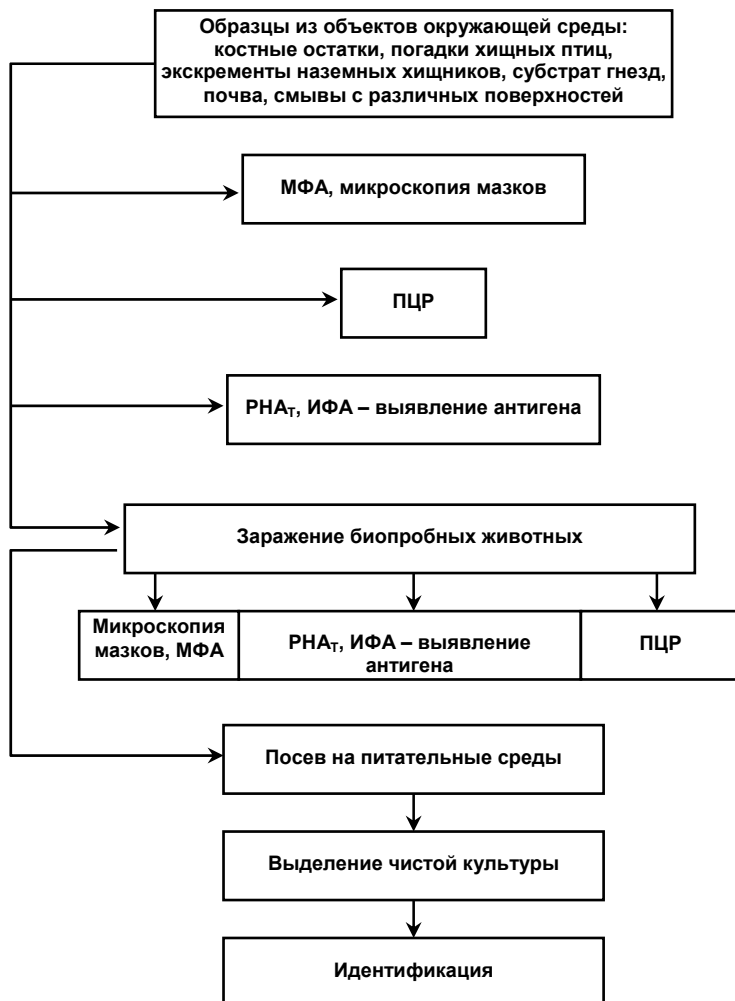 Образцы из объектов окружающей среды:
костные остатки, погадки хищных птиц,
экскременты наземных хищников, субстрат гнезд,
почва, смывы с различных поверхностей
МФА, микроскопия мазков
ПЦР
РНАТ, ИФА – выявление антигена
Заражение биопробных животных
Микроскопия
мазков, МФА
РНАТ, ИФА – выявление
антигена
ПЦР
Посев на питательные среды
Выделение чистой культуры
Идентификация